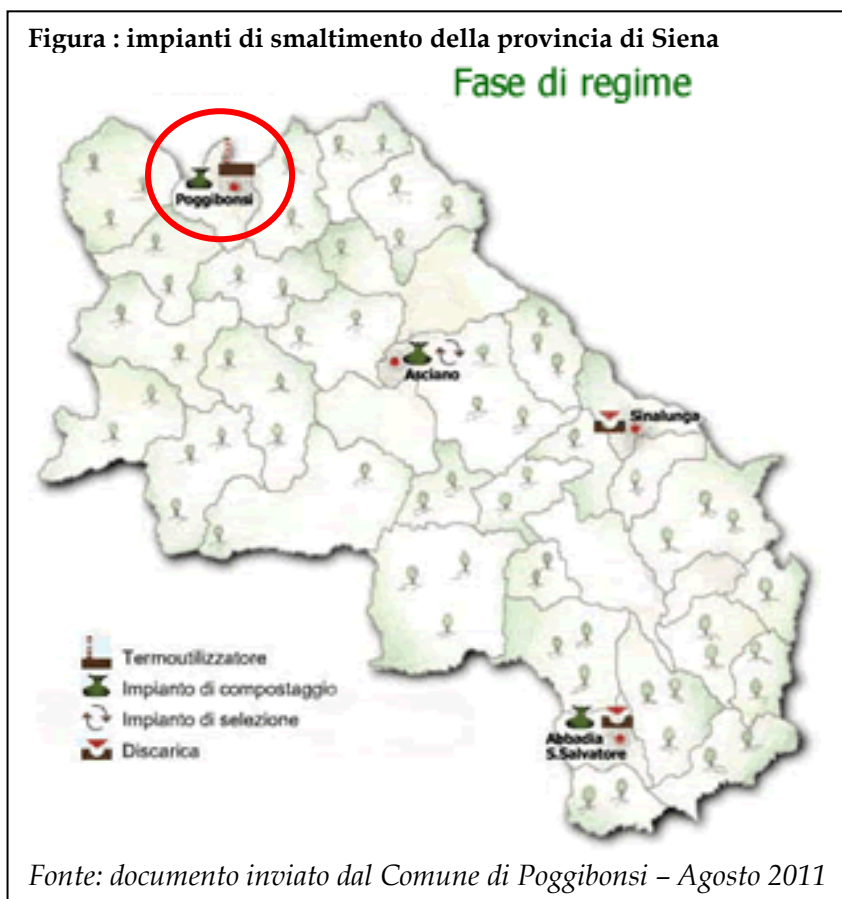 Figura : impianti di smaltimento della provincia di Siena
Fase di regime
Poggibonsi
Asciano
Sinalunga
Termoutilizzatore
Impianto di compostaggio
Impianto di selezione
Discarica
Abbadia
S.Salvatore
Fonte: documento inviato dal Comune di Poggibonsi – Agosto 2011